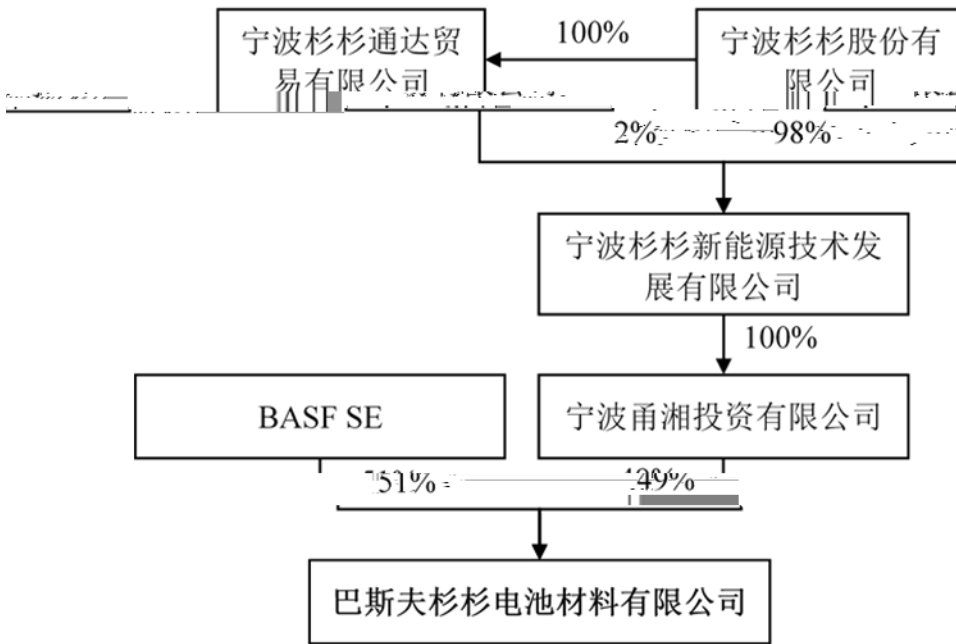 宁波杉杉通达贸
易有限公司
100%
宁波杉杉股份有
限公司
2%
98%
宁波杉杉新能源技术发
展有限公司
100%
BASF SE
宁波甬湘投资有限公司
51%
49%
巴斯夫杉杉电池材料有限公司